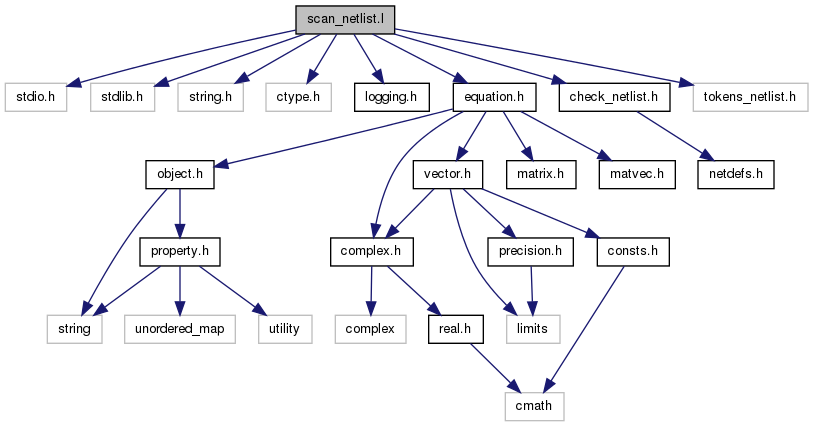 scan_netlist.l
stdio.h
stdlib.h
string.h
ctype.h
logging.h
equation.h
check_netlist.h
tokens_netlist.h
object.h
vector.h
matrix.h
matvec.h
netdefs.h
property.h
complex.h
precision.h
consts.h
string
unordered_map
utility
complex
real.h
limits
cmath